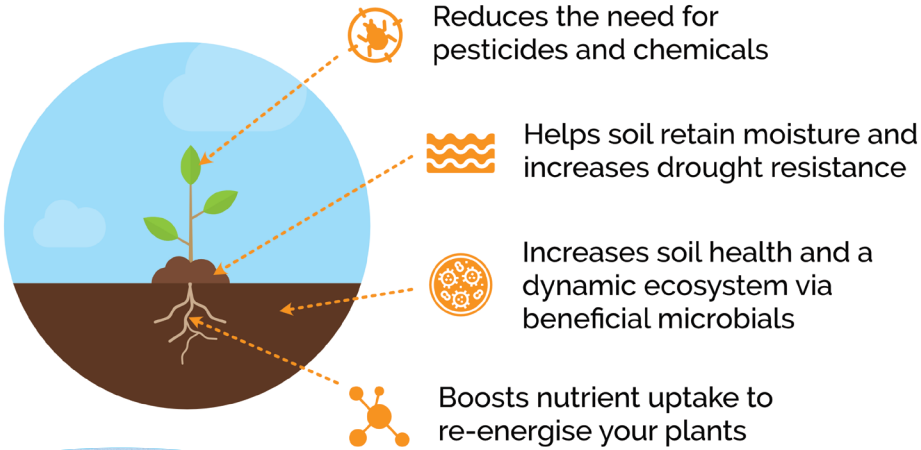 Reduces the need for
pesticides and chemicals
Helps soil retain moisture and
increases drought resistance
Increases soil health and a
dynamic ecosystem via
beneficial microbials
Boosts nutrient uptake to
re-energise your plants